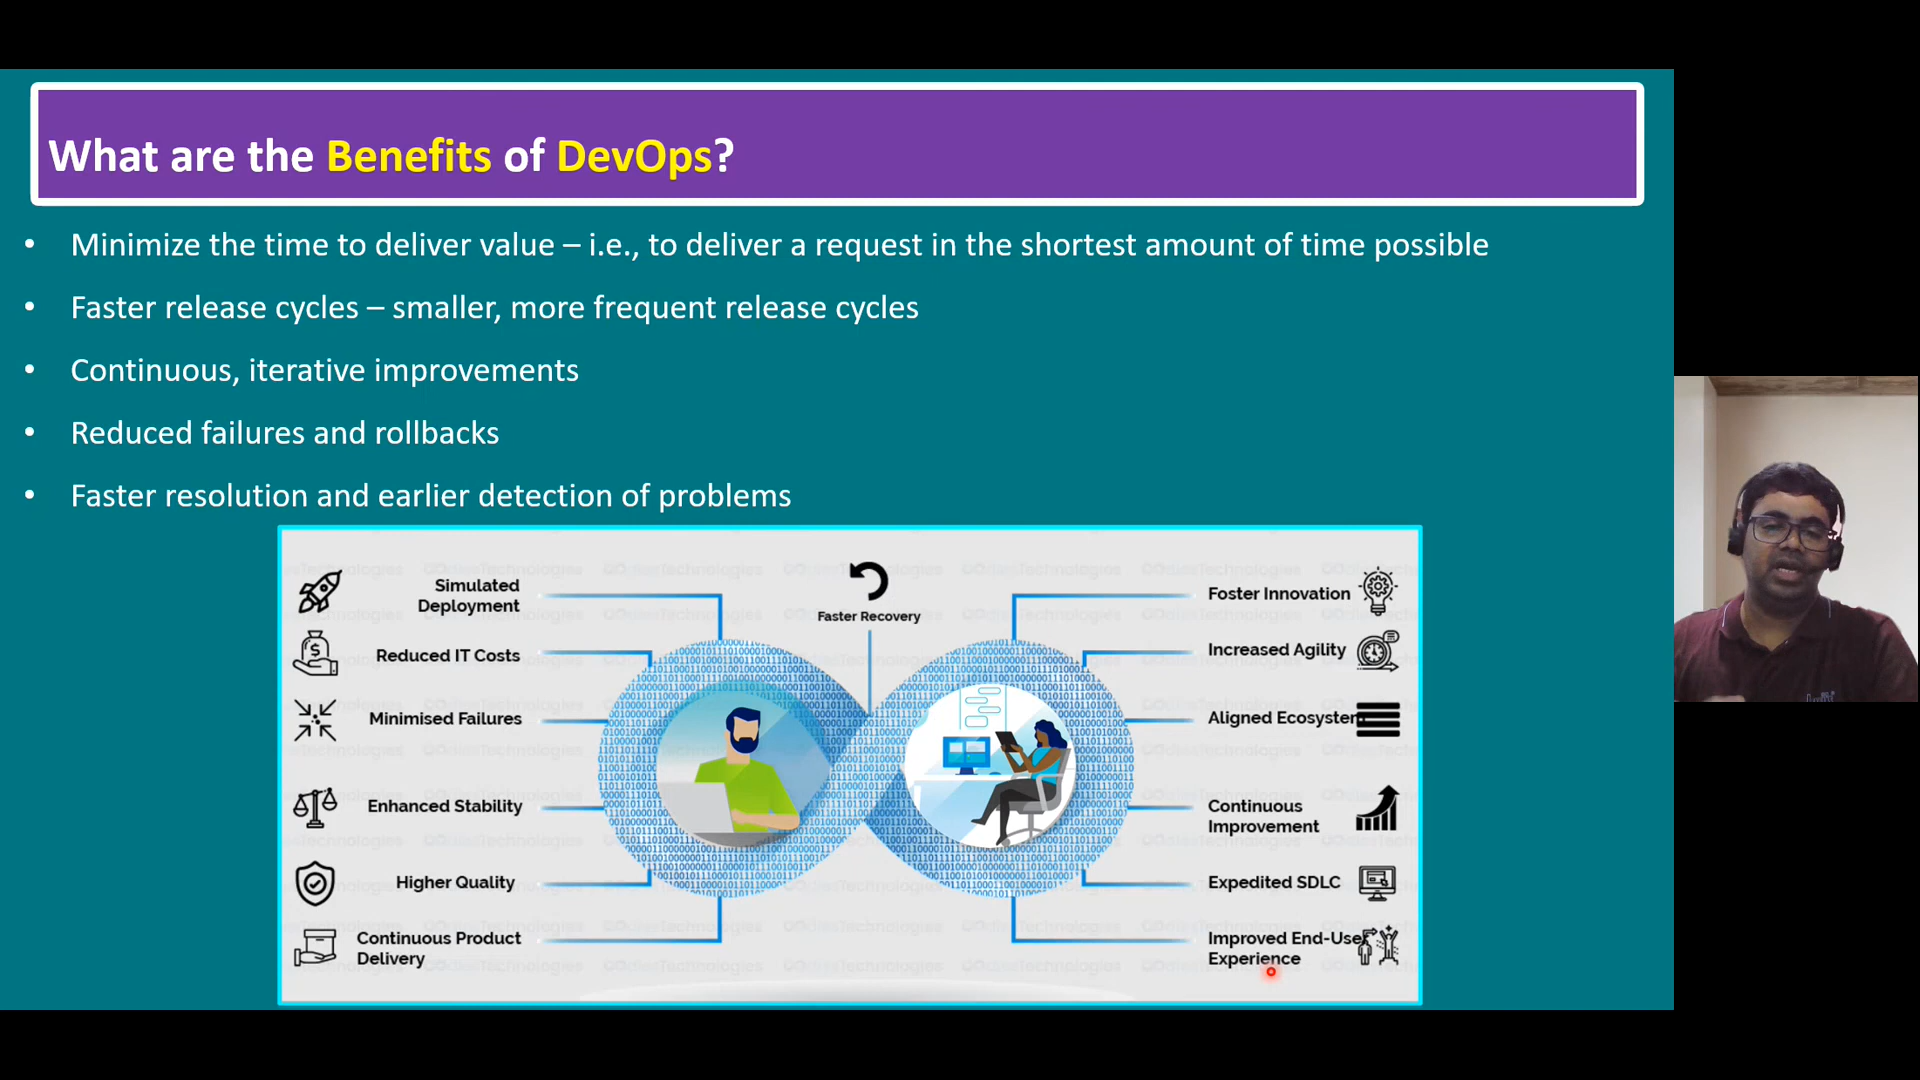 What are the Benefits of DevOps?
• Minimize the time to deliver value – i.e., to deliver a request in the shortest amount of time possible
• Faster release cycles – smaller, more frequent release cycles
• Continuous, iterative improvements
• Reduced failures and rollbacks
• Faster resolution and earlier detection of problems
Simulated
Deployment
Reduced IT Costs
Minimised Failures
Enhanced Stability
Higher Quality
Continuous Product
Delivery
Faster Recovery
Foster Innovation
Increased Agility
Aligned Ecosystem
Continuous
Improvement
Expedited SDLC
Improved End-User
Experience